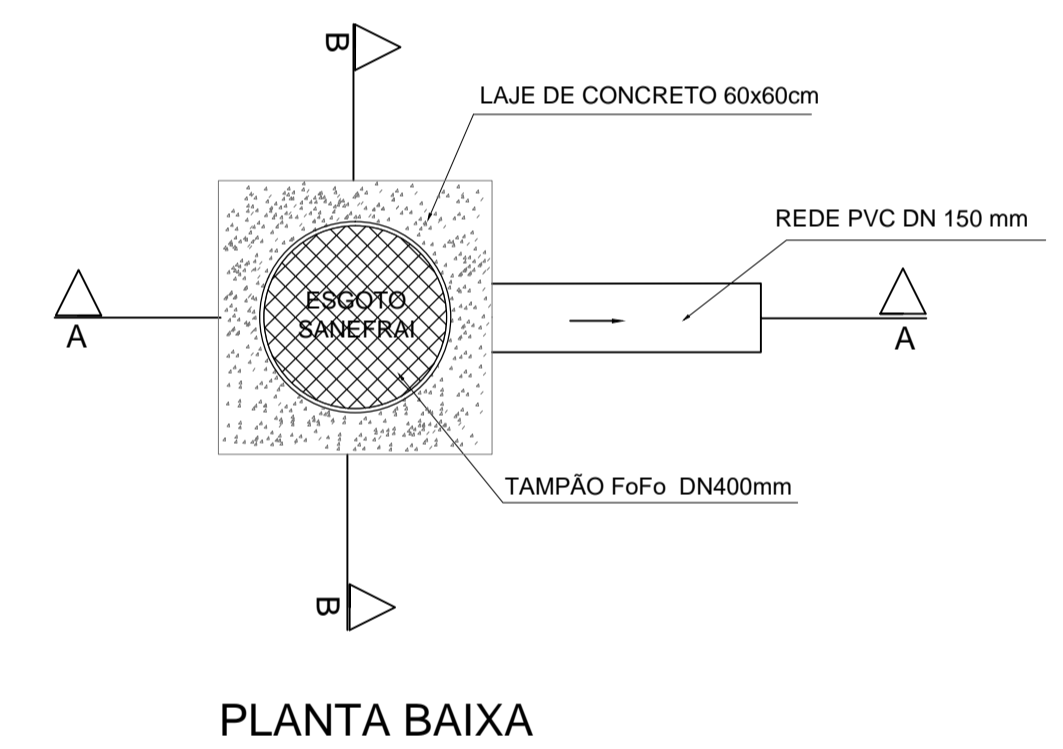 B
LAJE DE CONCRETO 60x60cm
REDE PVC DN 150 mm
ESGOTO
SANEFRAI
A
A
TAMPÃO FoFo DN400mm
B
PLANTA BAIXA